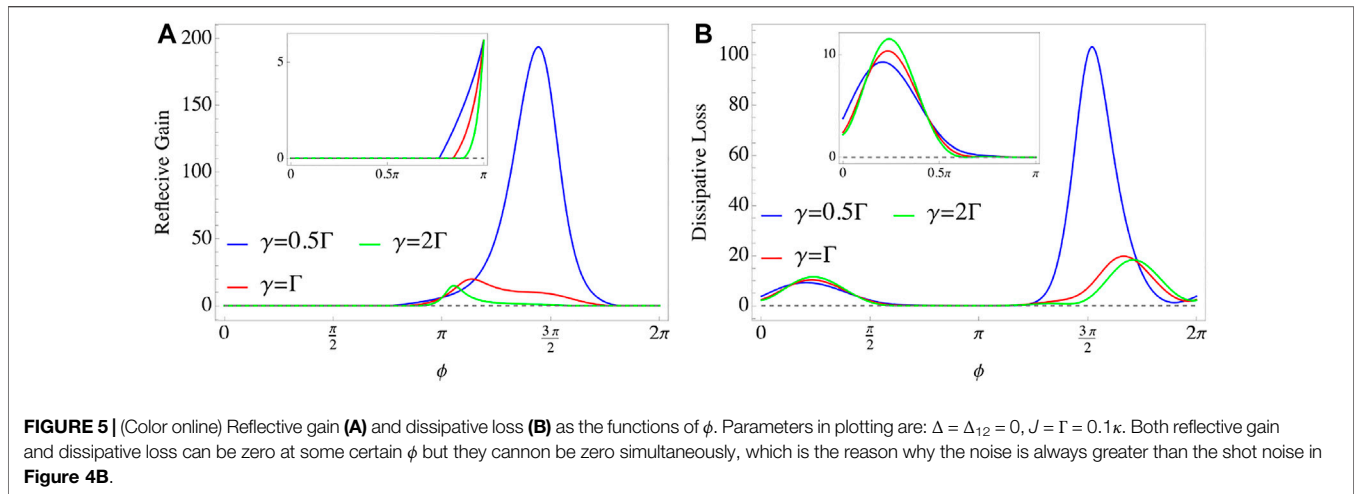 A
200
150
100
50
0
Reflecive Gain
5
0
0
0.5π
π
γ=0.5Γ
γ=2Γ
γ=Γ
0
π/2
π
3π/2
2π
ϕ
B
100
80
60
40
20
0
Dissipative Loss
10
0
0
0.5π
π
γ=0.5Γ
γ=2Γ
γ=Γ
0
π/2
π
3π/2
2π
ϕ
FIGURE 5 | (Color online) Reflective gain (A) and dissipative loss (B) as the functions of ϕ. Parameters in plotting are: Δ = Δ₁₂ = 0, J = Γ = 0.1κ. Both reflective gain
and dissipative loss can be zero at some certain ϕ but they cannon be zero simultaneously, which is the reason why the noise is always greater than the shot noise in
Figure 4B.